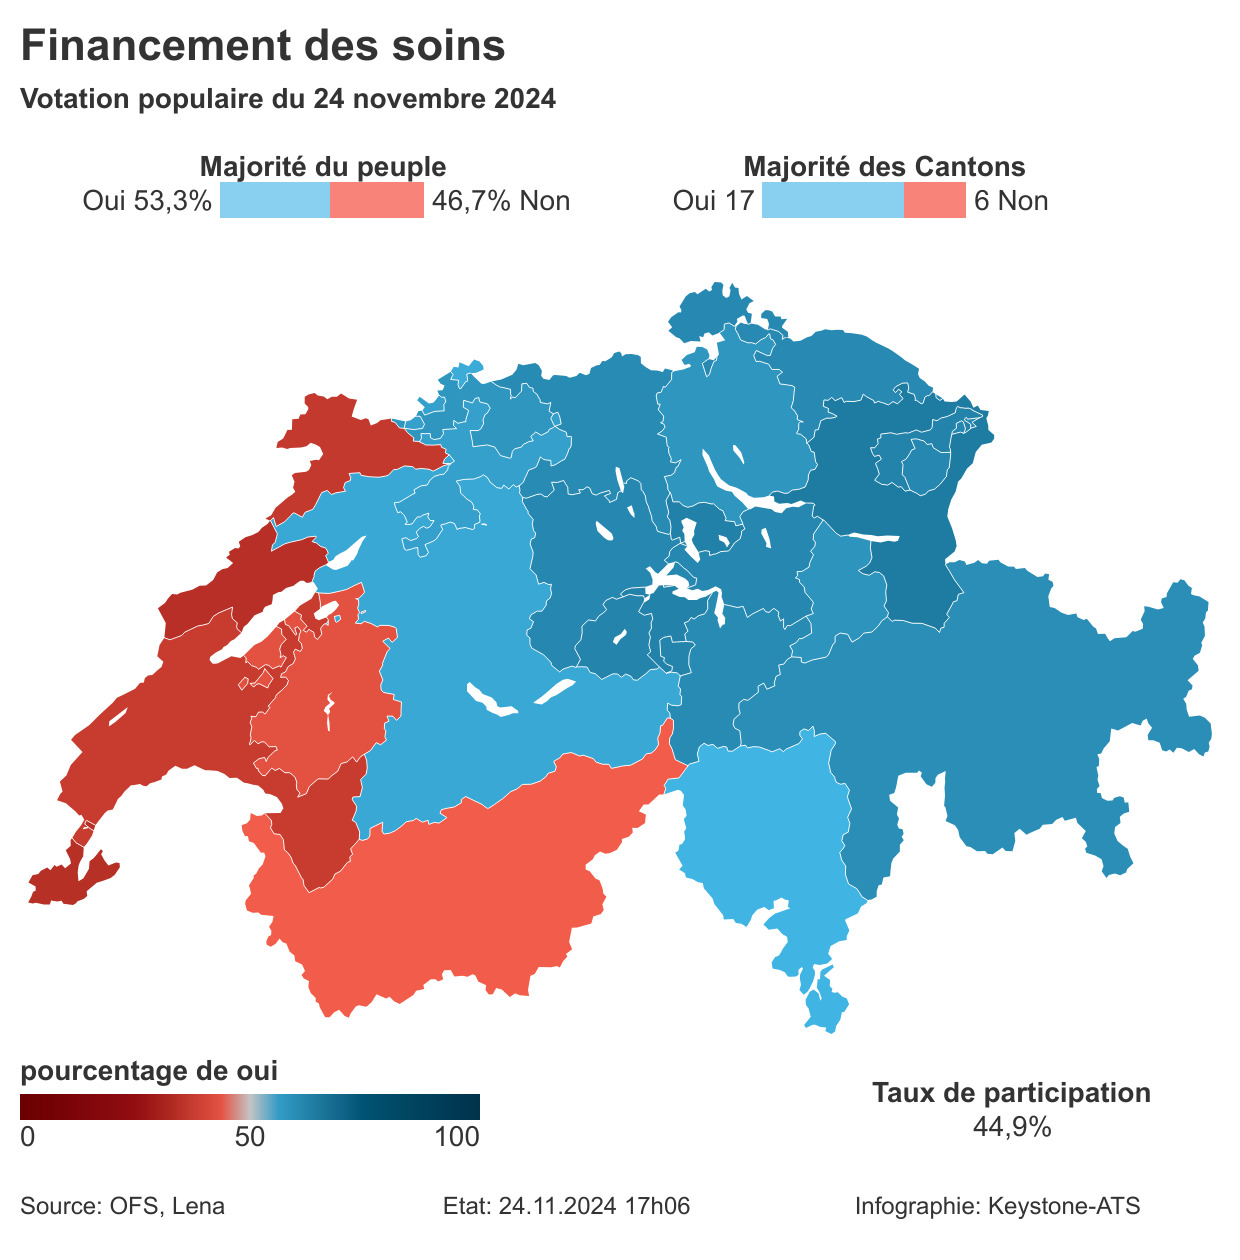 Financement des soins
Votation populaire du 24 novembre 2024
Majorité du peuple
Oui 53,3% 46,7% Non
Majorité des Cantons
Oui 17 6 Non
pourcentage de oui
0 50 100
Taux de participation
44,9%
Source: OFS, Lena
Etat: 24.11.2024 17h06
Infographie: Keystone-ATS